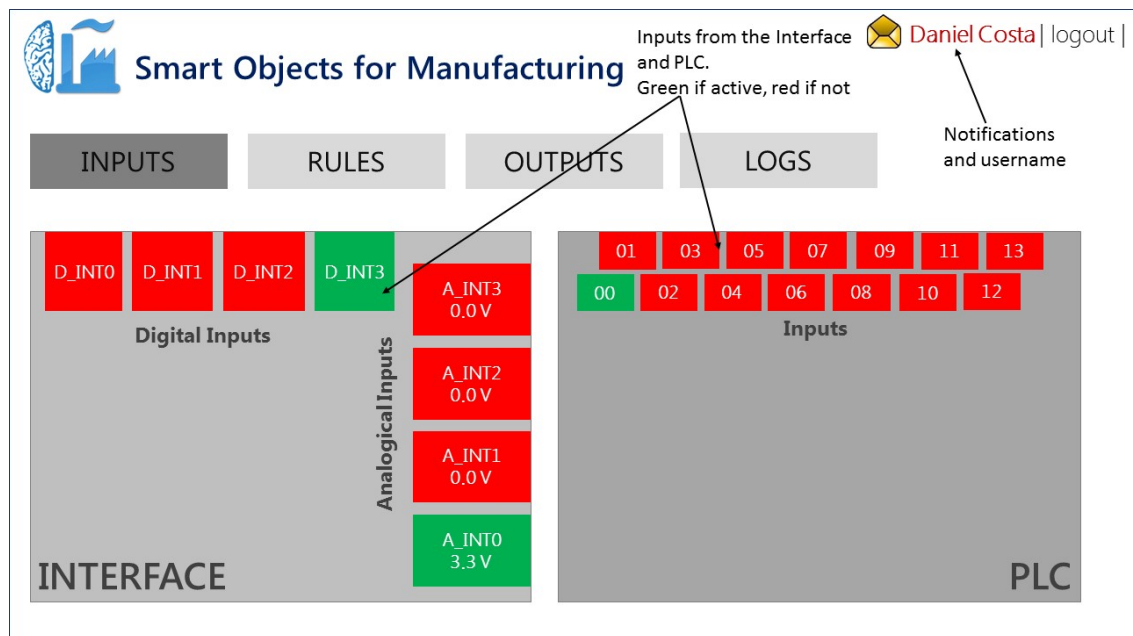 Smart Objects for Manufacturing
Inputs from the Interface
and PLC.
Green if active, red if not
Daniel Costa | logout |
Notifications
and username
INPUTS
RULES
OUTPUTS
LOGS
D_INT0
D_INT1
D_INT2
D_INT3
Digital Inputs
Analogical Inputs
A_INT3
0.0 V
A_INT2
0.0 V
A_INT1
0.0 V
A_INT0
3.3 V
INTERFACE
01
03
05
07
09
11
13
00
02
04
06
08
10
12
Inputs
PLC